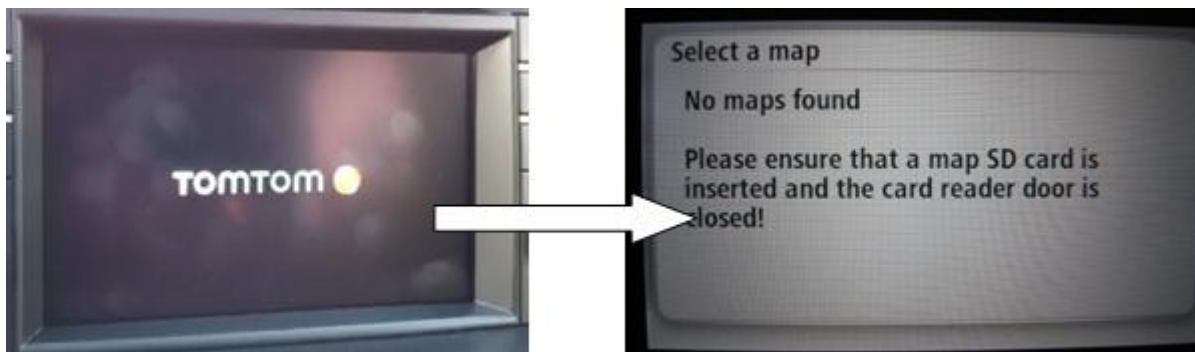 TOMTOM
Select a map
No maps found
Please ensure that a map SD card is
inserted and the card reader door is
closed!